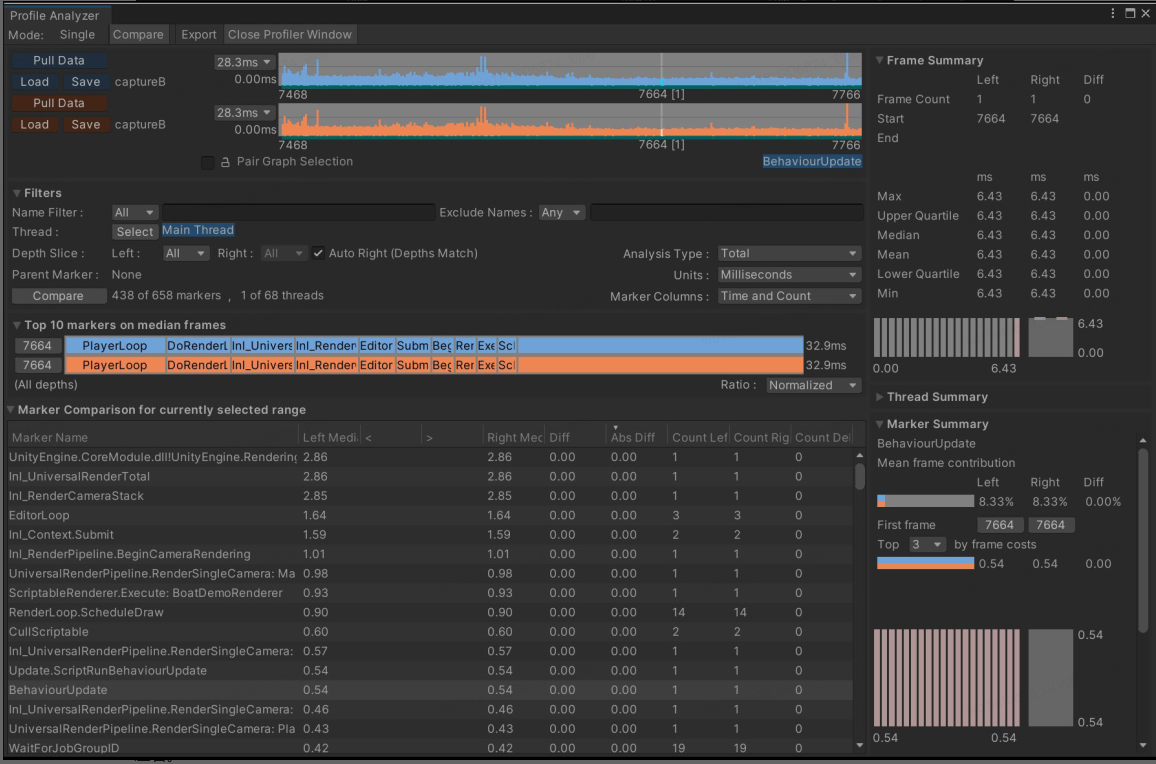 Profile Analyzer
Mode: Single Compare Export Close Profiler Window
Pull Data
Load Save captureB
28.3ms
0.00ms
7468 7664 [1] 7766
Pull Data
Load Save captureB
28.3ms
0.00ms
7468 7664 [1] 7766
Pair Graph Selection BehaviourUpdate
Filters
Name Filter : All Exclude Names : Any
Thread : Select Main Thread
Depth Slice : Left : All Right : All Auto Right (Depths Match) Analysis Type : Total
Parent Marker : None Units : Milliseconds
Compare 438 of 658 markers , 1 of 68 threads Marker Columns : Time and Count
Top 10 markers on median frames
7664 PlayerLoop DoRenderL Inl_Univers Inl_Render Editor Subm Beg Rer Exe Scl 32.9ms
7664 PlayerLoop DoRenderL Inl_Univers Inl_Render Editor Subm Beg Rer Exe Scl 32.9ms
(All depths) Ratio : Normalized
Marker Comparison for currently selected range
Marker Name Left Medi < > Right Mec Diff Abs Diff Count Lef Count Rig Count Del
UnityEngine.CoreModule.dll!UnityEngine.Rendering 2.86 2.86 0.00 0.00 1 1 0
Inl_UniversalRenderTotal 2.86 2.86 0.00 0.00 1 1 0
Inl_RenderCameraStack 2.85 2.85 0.00 0.00 1 1 0
EditorLoop 1.64 1.64 0.00 0.00 3 3 0
Inl_Context.Submit 1.59 1.59 0.00 0.00 2 2 0
Inl_RenderPipeline.BeginCameraRendering 1.01 1.01 0.00 0.00 1 1 0
UniversalRenderPipeline.RenderSingleCamera: Ma 0.98 0.98 0.00 0.00 1 1 0
ScriptableRenderer.Execute: BoatDemoRenderer 0.93 0.93 0.00 0.00 1 1 0
RenderLoop.ScheduleDraw 0.90 0.90 0.00 0.00 14 14 0
CullScriptable 0.60 0.60 0.00 0.00 2 2 0
Inl_UniversalRenderPipeline.RenderSingleCamera: 0.57 0.57 0.00 0.00 1 1 0
Update.ScriptRunBehaviourUpdate 0.54 0.54 0.00 0.00 1 1 0
BehaviourUpdate 0.54 0.54 0.00 0.00 1 1 0
Inl_UniversalRenderPipeline.RenderSingleCamera: 0.46 0.46 0.00 0.00 1 1 0
UniversalRenderPipeline.RenderSingleCamera: Pla 0.43 0.43 0.00 0.00 1 1 0
WaitForJobGroupID 0.42 0.42 0.00 0.00 19 19 0
Frame Summary
Left Right Diff
Frame Count 1 1 0
Start 7664 7664
End
ms ms ms
Max 6.43 6.43 0.00
Upper Quartile 6.43 6.43 0.00
Median 6.43 6.43 0.00
Mean 6.43 6.43 0.00
Lower Quartile 6.43 6.43 0.00
Min 6.43 6.43 0.00
6.43
0.00
0.00 6.43
Thread Summary
Marker Summary
BehaviourUpdate
Mean frame contribution
Left Right Diff
8.33% 8.33% 0.00%
First frame 7664 7664
Top 3 by frame costs
0.54 0.54 0.00
0.54
0.54
0.54 0.54